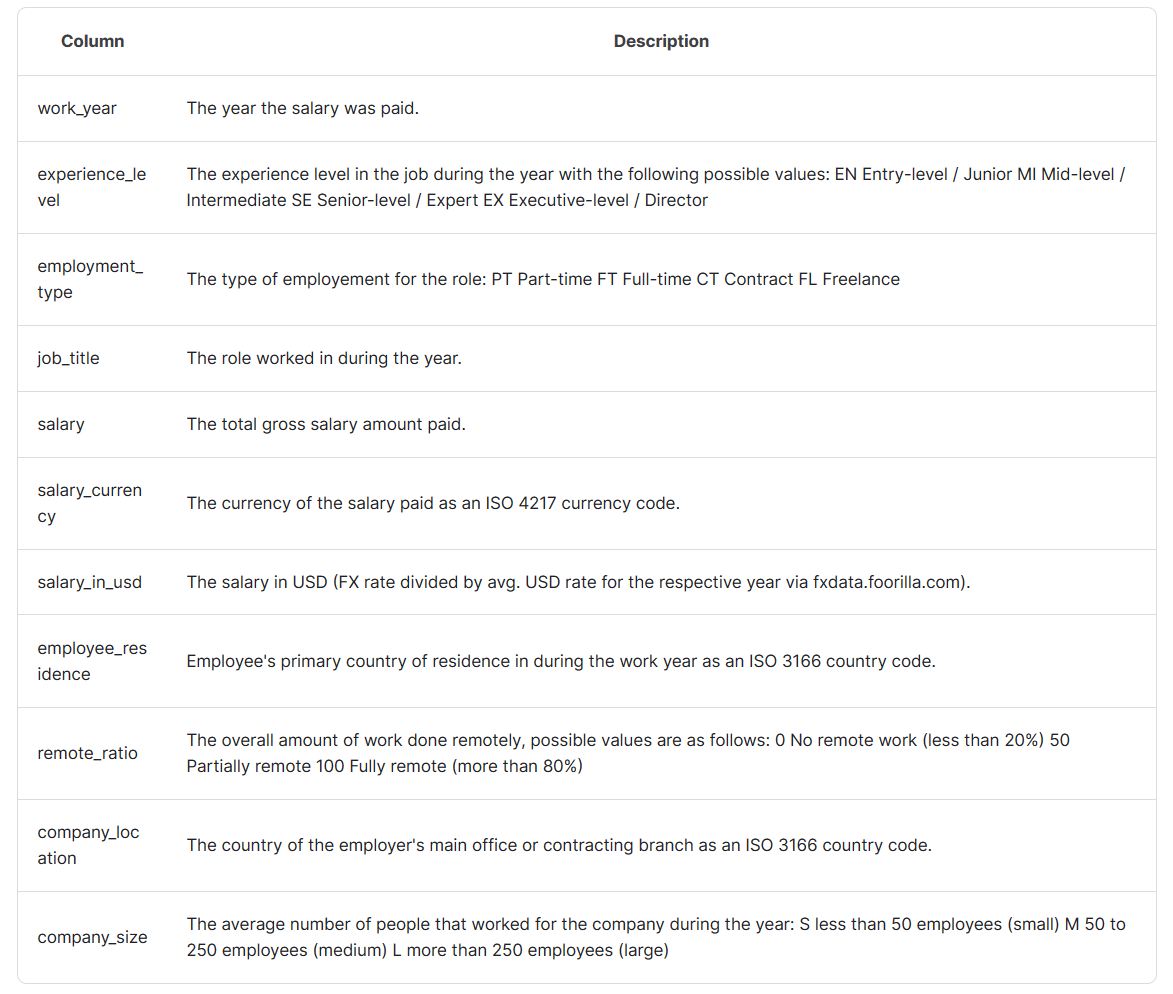 Column Description
work_year The year the salary was paid.
experience_le
vel
The experience level in the job during the year with the following possible values: EN Entry-level / Junior MI Mid-level /
Intermediate SE Senior-level / Expert EX Executive-level / Director
employment_
type
The type of employement for the role: PT Part-time FT Full-time CT Contract FL Freelance
job_title The role worked in during the year.
salary The total gross salary amount paid.
salary_curren
cy
The currency of the salary paid as an ISO 4217 currency code.
salary_in_usd The salary in USD (FX rate divided by avg. USD rate for the respective year via fxdata.foorilla.com).
employee_res
idence
Employee's primary country of residence in during the work year as an ISO 3166 country code.
remote_ratio
The overall amount of work done remotely, possible values are as follows: 0 No remote work (less than 20%) 50
Partially remote 100 Fully remote (more than 80%)
company_loc
ation
The country of the employer's main office or contracting branch as an ISO 3166 country code.
company_size
The average number of people that worked for the company during the year: S less than 50 employees (small) M 50 to
250 employees (medium) L more than 250 employees (large)